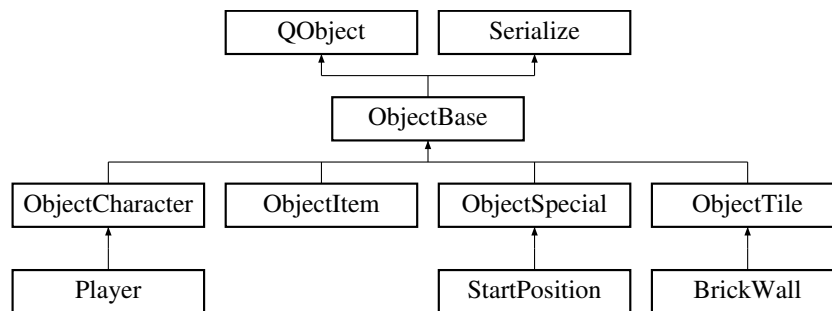 QObject Serialize
ObjectBase
ObjectCharacter ObjectItem ObjectSpecial ObjectTile
Player StartPosition BrickWall